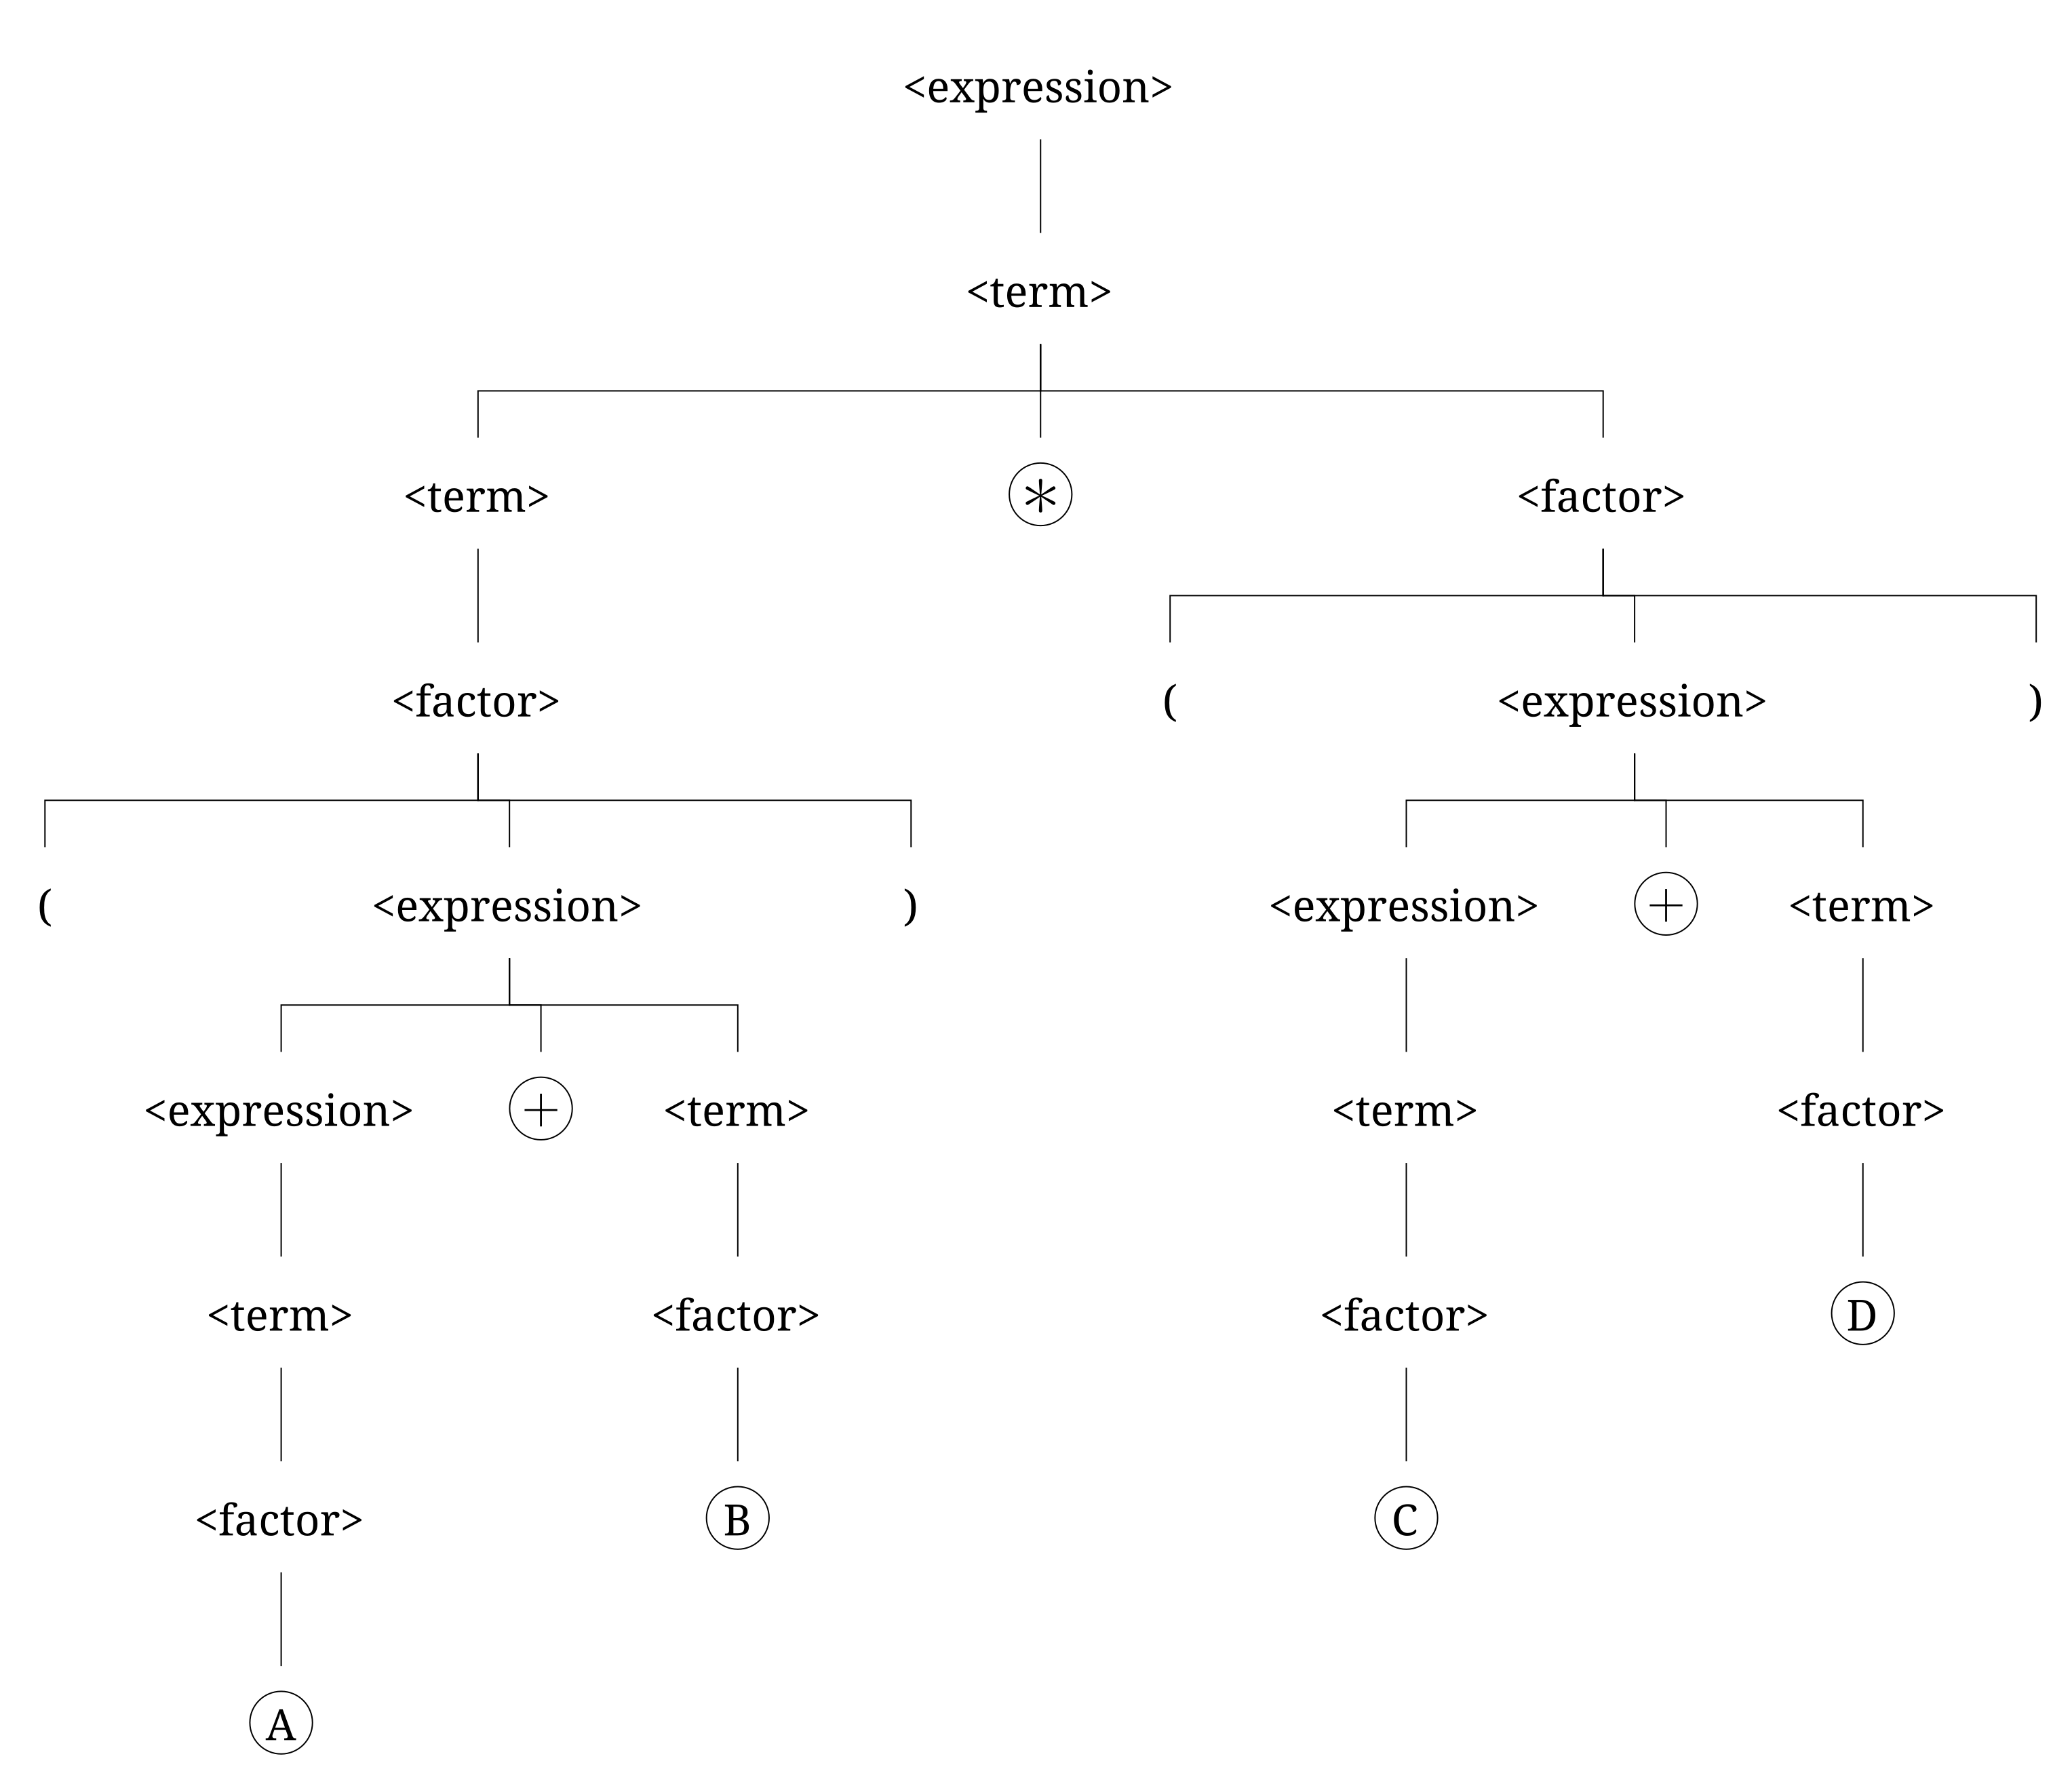 <expression>
<term>
<term> * <factor>
<factor> ( <expression> )
( <expression> ) <expression> + <term>
<expression> + <term> <term> <factor>
<term> <factor> <factor> D
<factor> B C
A